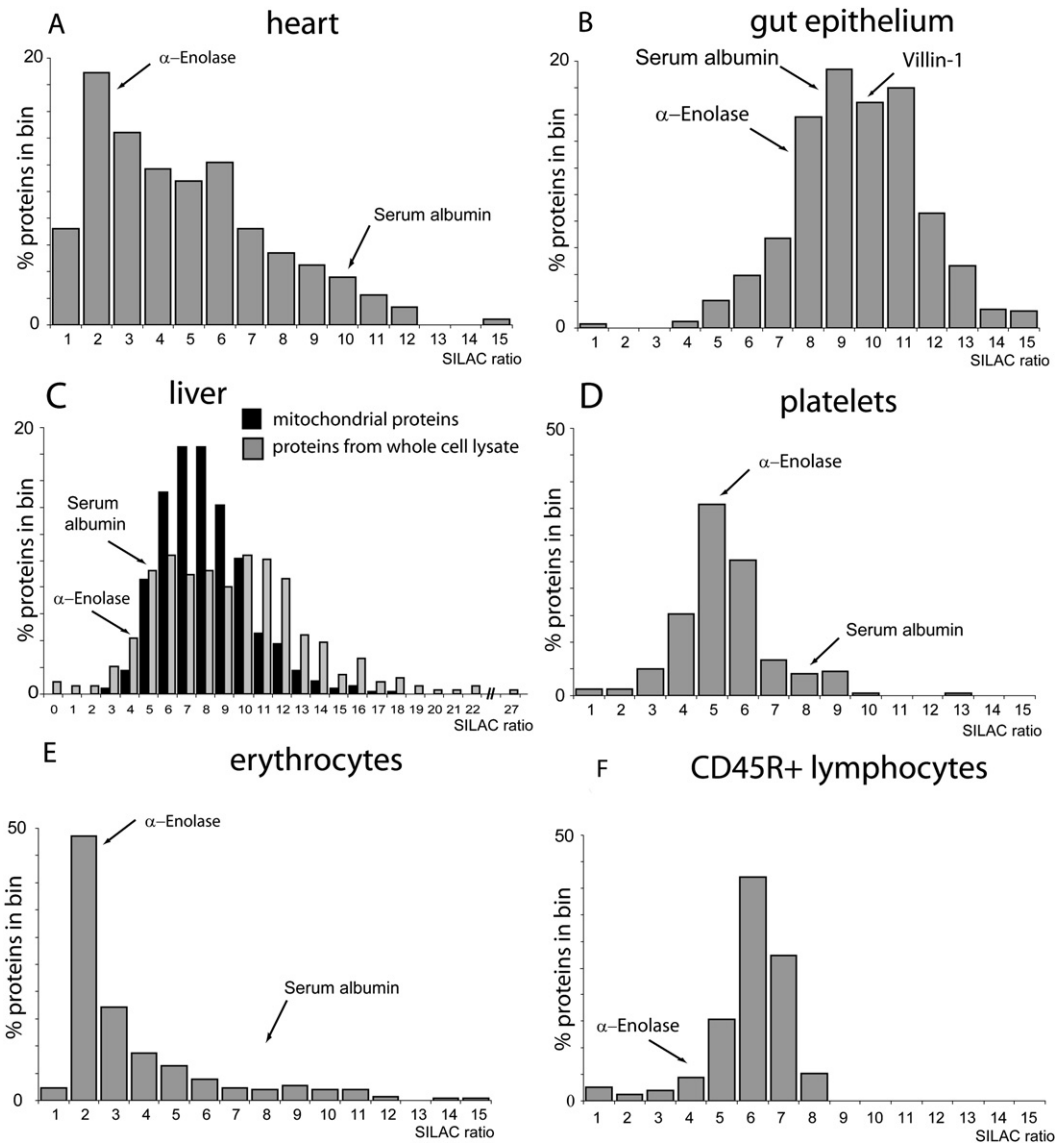 A
heart
20
α–Enolase
Serum albumin
% proteins in bin
0
1 2 3 4 5 6 7 8 9 10 11 12 13 14 15
SILAC ratio
B
gut epithelium
20
Serum albumin
Villin-1
α–Enolase
% proteins in bin
0
1 2 3 4 5 6 7 8 9 10 11 12 13 14 15
SILAC ratio
C
liver
mitochondrial proteins
proteins from whole cell lysate
20
Serum
albumin
α–Enolase
% proteins in bin
0
0 1 2 3 4 5 6 7 8 9 10 11 12 13 14 15 16 17 18 19 20 21 22 27
SILAC ratio
D
platelets
50
α–Enolase
Serum albumin
% proteins in bin
0
1 2 3 4 5 6 7 8 9 10 11 12 13 14 15
SILAC ratio
E
erythrocytes
50
α–Enolase
Serum albumin
% proteins in bin
0
1 2 3 4 5 6 7 8 9 10 11 12 13 14 15
SILAC ratio
F
CD45R+ lymphocytes
50
α–Enolase
% proteins in bin
0
1 2 3 4 5 6 7 8 9 10 11 12 13 14 15
SILAC ratio